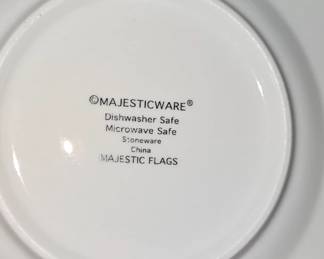 ©MAJESTICWARE®
Dishwasher Safe
Microwave Safe
Stoneware
China
MAJESTIC FLAGS